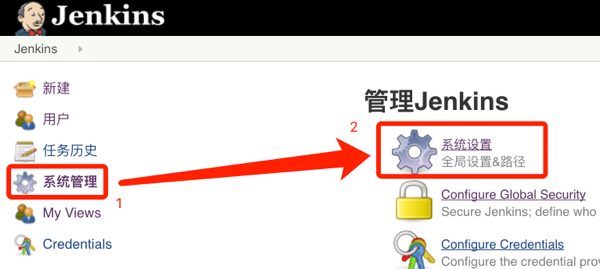 Jenkins
Jenkins
新建
用户
任务历史
系统管理
1
My Views
Credentials
管理Jenkins
2
系统设置
全局设置&路径
Configure Global Security
Secure Jenkins; define who
Configure Credentials
Configure the credential prov